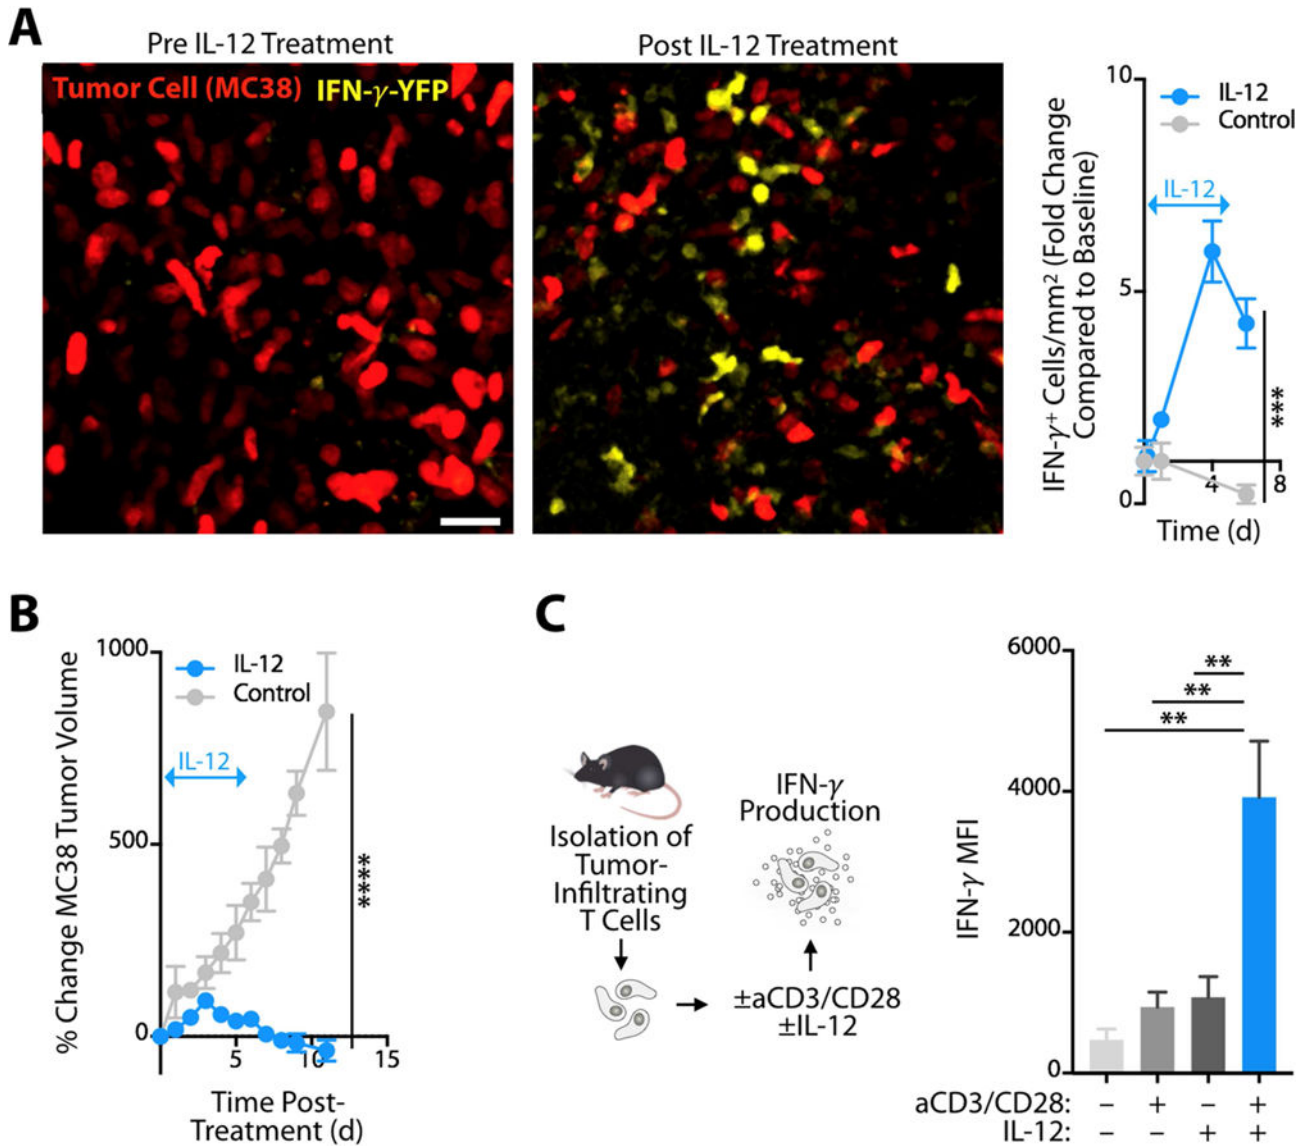 A
Pre IL-12 Treatment
Post IL-12 Treatment
Tumor Cell (MC38) IFN-γ-YFP
IFN-γ⁺ Cells/mm² (Fold Change
Compared to Baseline)
10
5
0
IL-12
Control
IL-12
***
4
8
Time (d)
B
% Change MC38 Tumor Volume
1000
500
0
IL-12
Control
IL-12
****
5
10
15
Time Post-
Treatment (d)
C
Isolation of
Tumor-
Infiltrating
T Cells
±aCD3/CD28
±IL-12
IFN-γ
Production
IFN-γ MFI
6000
4000
2000
0
**
**
**
aCD3/CD28: – + – +
IL-12: – – + +